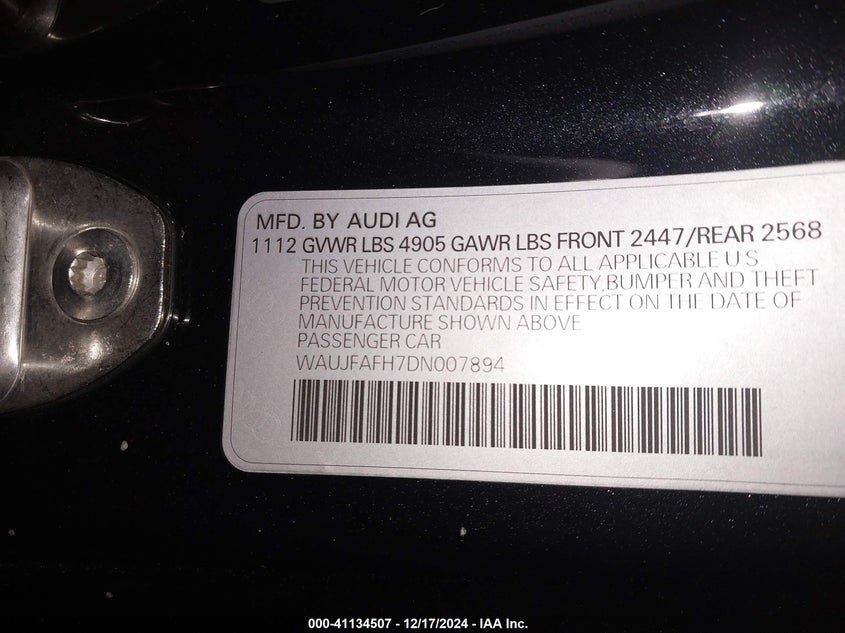 MFD. BY AUDI AG
1112 GVWR LBS 4905 GAWR LBS FRONT 2447/REAR 2568
THIS VEHICLE CONFORMS TO ALL APPLICABLE U S
FEDERAL MOTOR VEHICLE SAFETY,BUMPER AND THEFT
PREVENTION STANDARDS IN EFFECT ON THE DATE OF
MANUFACTURE SHOWN ABOVE
PASSENGER CAR
WAUJFAFH7DN007894
000-41134507 - 12/17/2024 - IAA Inc.